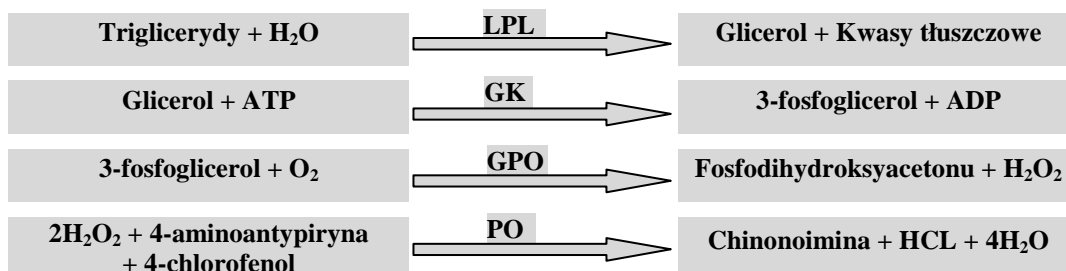 Triglicerydy + H₂O LPL Glicerol + Kwasy tłuszczowe
Glicerol + ATP GK 3-fosfoglicerol + ADP
3-fosfoglicerol + O₂ GPO Fosfodihydroksyacetonu + H₂O₂
2H₂O₂ + 4-aminoantypiryna
+ 4-chlorofenol PO Chinonoimina + HCL + 4H₂O